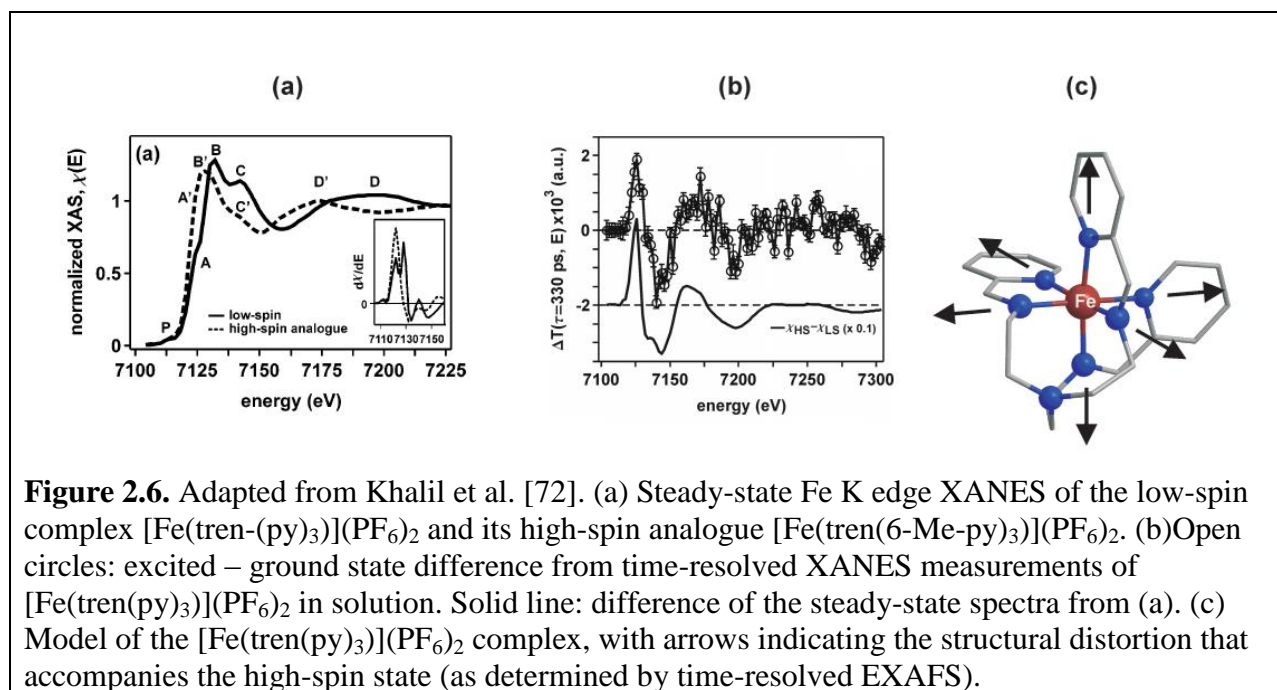 (a)
(b)
(c)
(a)
B
B'
C
D'
D
A'
C'
A
P
normalized XAS, χ(E)
1
0.5
0
low-spin
high-spin analogue
dχ/dE
0
7110 7130 7150
7100 7125 7150 7175 7200 7225
energy (eV)
ΔT(τ=330 ps, E) x10³ (a.u.)
2
0
-2
χHS−χLS (x 0.1)
7100 7150 7200 7250 7300
energy (eV)
Fe
Figure 2.6. Adapted from Khalil et al. [72]. (a) Steady-state Fe K edge XANES of the low-spin
complex [Fe(tren-(py)₃)](PF₆)₂ and its high-spin analogue [Fe(tren(6-Me-py)₃)](PF₆)₂. (b)Open
circles: excited – ground state difference from time-resolved XANES measurements of
[Fe(tren(py)₃)](PF₆)₂ in solution. Solid line: difference of the steady-state spectra from (a). (c)
Model of the [Fe(tren(py)₃)](PF₆)₂ complex, with arrows indicating the structural distortion that
accompanies the high-spin state (as determined by time-resolved EXAFS).